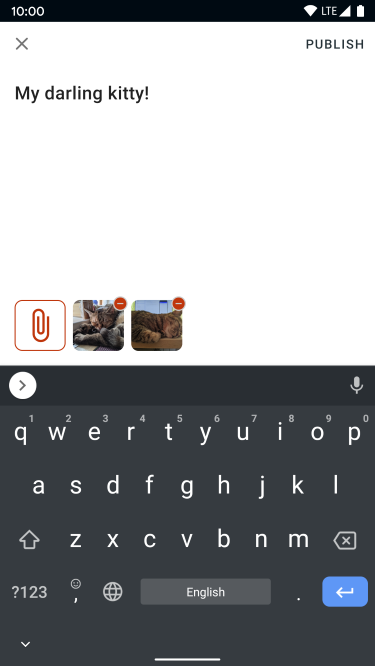 10:00 LTE
PUBLISH
My darling kitty!
1 2 3 4 5 6 7 8 9 0
q w e r t y u i o p
a s d f g h j k l
z x c v b n m
?123 , English .